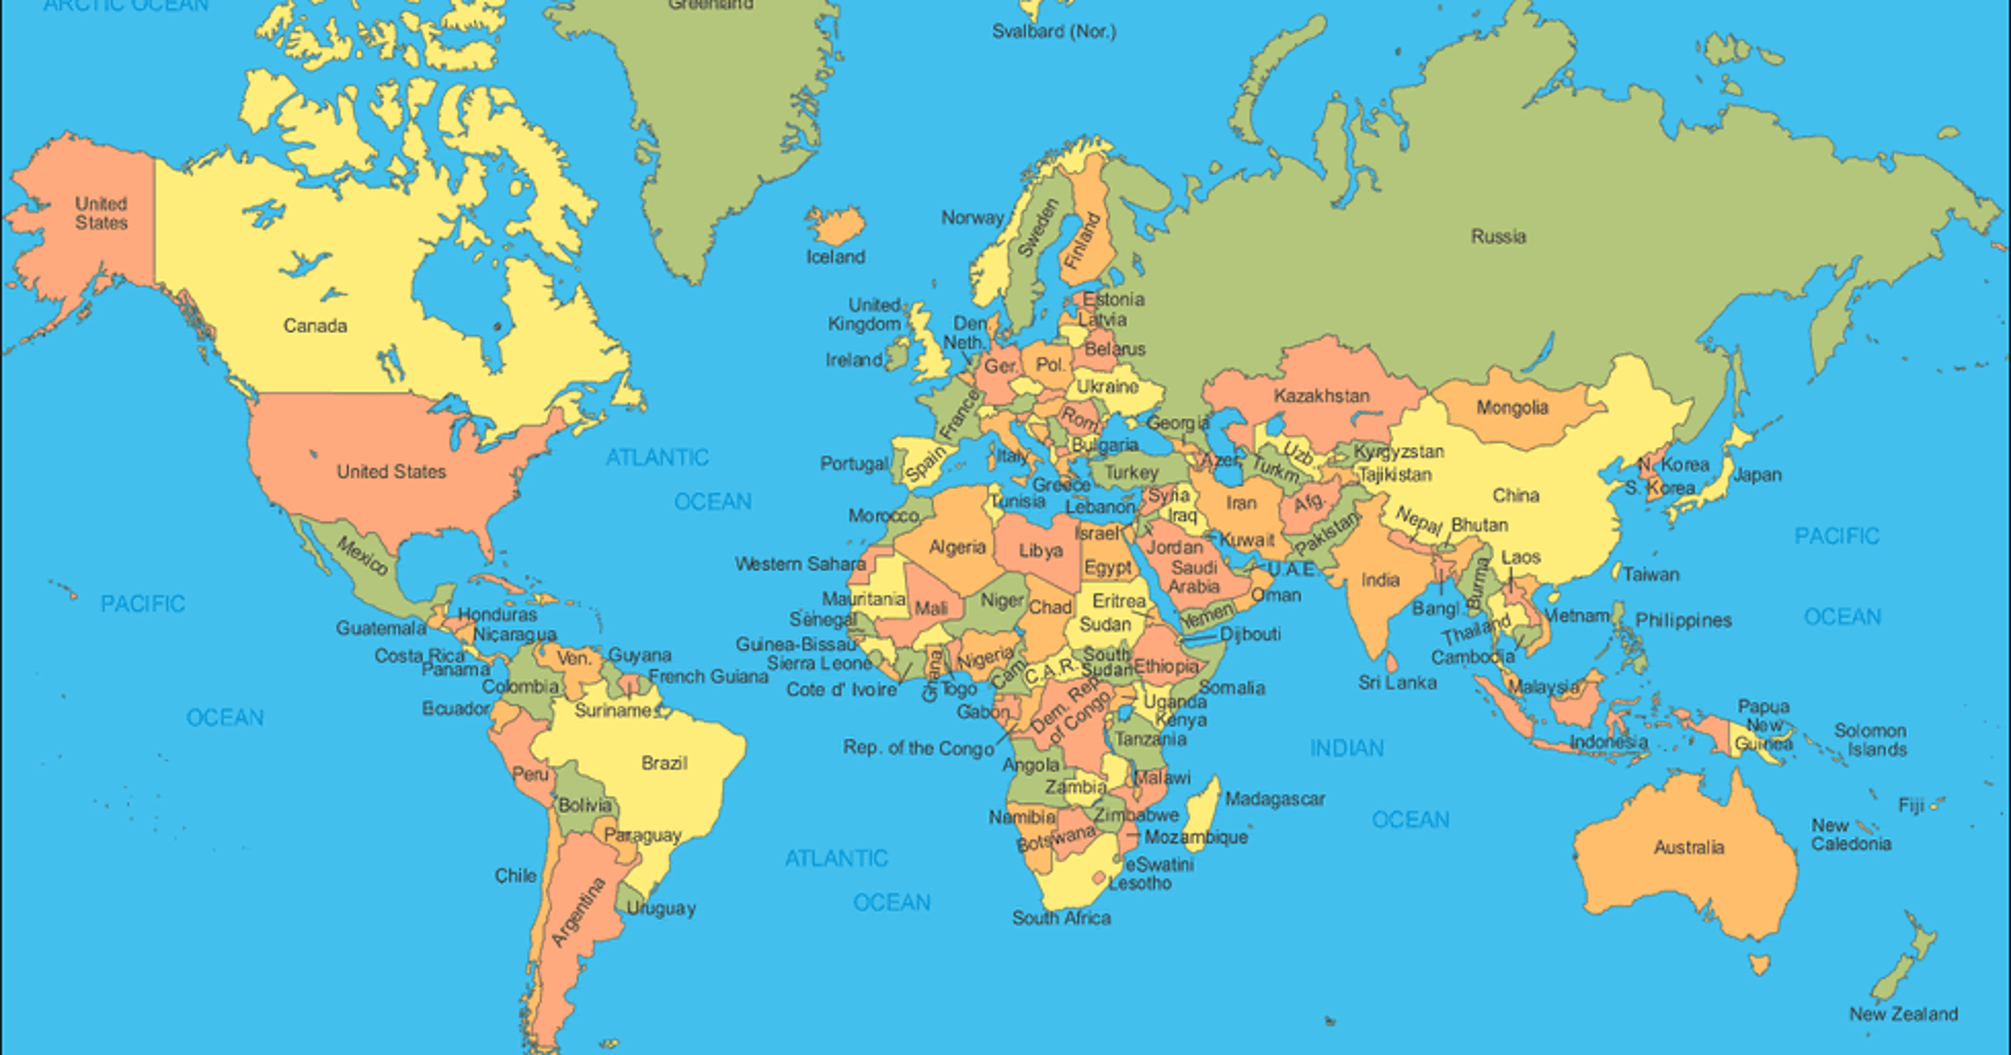 ARCTIC OCEAN
Greenland
Svalbard (Nor.)
United
States
Norway
Sweden
Finland
Russia
Iceland
Canada
United
Kingdom
Ireland
Den.
Neth.
Estonia
Latvia
Belarus
Ger.
Pol.
Ukraine
France
Rom.
Kazakhstan
Mongolia
Georgia
Bulgaria
Italy
Portugal
Spain
Greece
Turkey
Azer.
Uzb.
Turkm.
Kyrgyzstan
Tajikistan
N. Korea
S. Korea
Japan
China
United States
ATLANTIC
OCEAN
Morocco
Tunisia
Lebanon
Syria
Iraq
Iran
Afg.
Pakistan
Nepal
Bhutan
Israel
Kuwait
Jordan
Algeria
Libya
Egypt
Saudi
Arabia
U.A.E.
Oman
India
Bangl
Burma
Laos
Taiwan
PACIFIC
OCEAN
Mexico
Western Sahara
Mauritania
Mali
Niger
Chad
Eritrea
Sudan
Yemen
Djibouti
Vietnam
Thailand
Cambodia
Philippines
PACIFIC
OCEAN
Honduras
Guatemala
Nicaragua
Costa Rica
Panama
Senegal
Guinea-Bissau
Sierra Leone
Cote d' Ivoire
Ghana
Togo
Nigeria
Cam.
C.A.R.
South
Sudan
Ethiopia
Somalia
Sri Lanka
Malaysia
Ven.
Guyana
French Guiana
Colombia
Suriname
Ecuador
Gabon
Rep. of the Congo
Dem. Rep.
of Congo
Uganda
Kenya
Tanzania
INDIAN
OCEAN
Indonesia
Papua
New
Guinea
Solomon
Islands
Brazil
Peru
Bolivia
Paraguay
Chile
Argentina
Uruguay
ATLANTIC
OCEAN
Angola
Zambia
Malawi
Namibia
Zimbabwe
Botswana
Mozambique
Madagascar
eSwatini
Lesotho
South Africa
Australia
Fiji
New
Caledonia
New Zealand